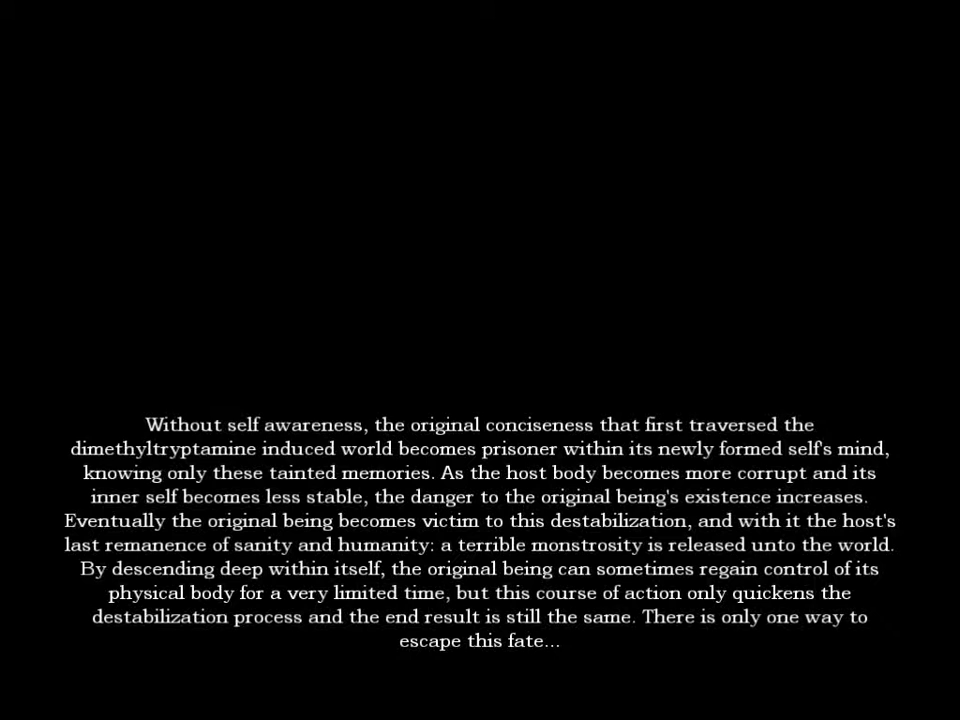 Without self awareness, the original conciseness that first traversed the
dimethyltryptamine induced world becomes prisoner within its newly formed self's mind,
knowing only these tainted memories. As the host body becomes more corrupt and its
inner self becomes less stable, the danger to the original being's existence increases.
Eventually the original being becomes victim to this destabilization, and with it the host's
last remanence of sanity and humanity: a terrible monstrosity is released unto the world.
By descending deep within itself, the original being can sometimes regain control of its
physical body for a very limited time, but this course of action only quickens the
destabilization process and the end result is still the same. There is only one way to
escape this fate...